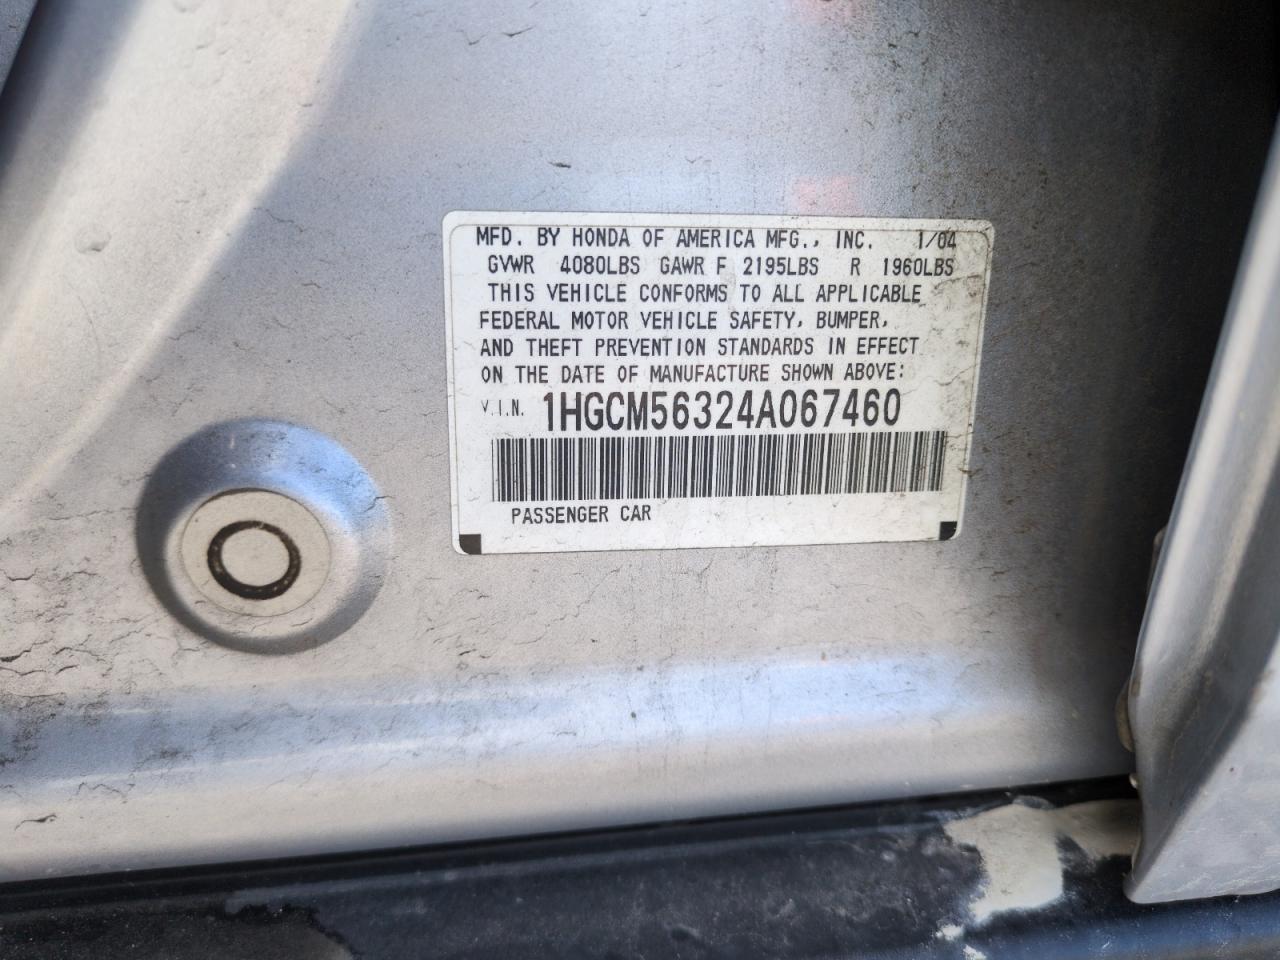 MFD. BY HONDA OF AMERICA MFG., INC. 1/04
GVWR 4080LBS GAWR F 2195LBS R 1960LBS
THIS VEHICLE CONFORMS TO ALL APPLICABLE
FEDERAL MOTOR VEHICLE SAFETY, BUMPER,
AND THEFT PREVENTION STANDARDS IN EFFECT
ON THE DATE OF MANUFACTURE SHOWN ABOVE:
V.I.N. 1HGCM56324A067460
PASSENGER CAR